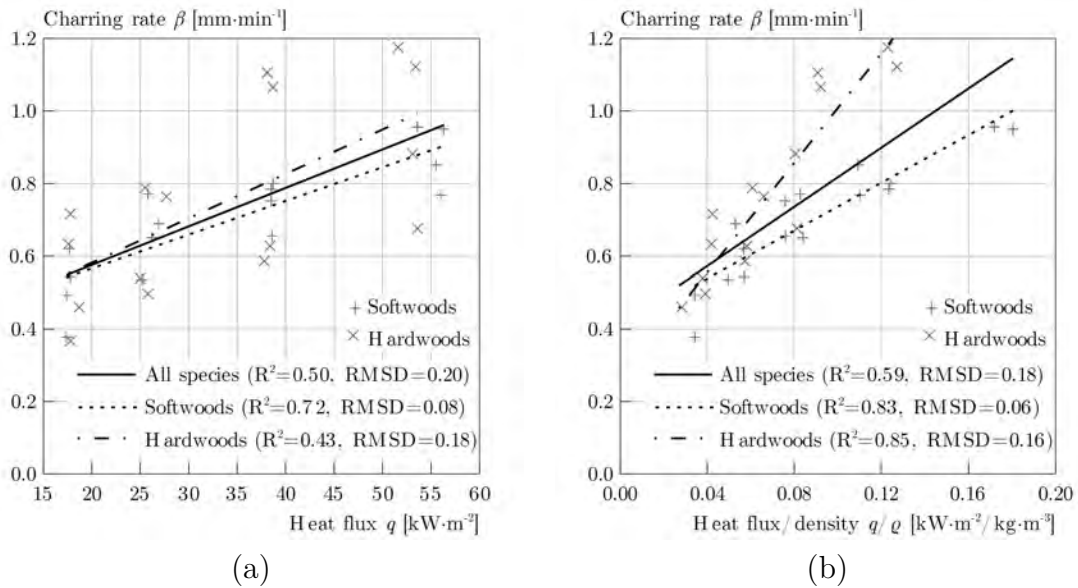 Charring rate β [mm·min⁻¹]
1.2
1.0
0.8
0.6
0.4
0.2
0.0
15 20 25 30 35 40 45 50 55 60
Heat flux q [kW·m⁻²]
Softwoods
Hardwoods
All species (R²=0.50, RMSD=0.20)
Softwoods (R²=0.72, RMSD=0.08)
Hardwoods (R²=0.43, RMSD=0.18)
(a)
Charring rate β [mm·min⁻¹]
1.2
1.0
0.8
0.6
0.4
0.2
0.0
0.00 0.04 0.08 0.12 0.16 0.20
Heat flux/density q/ϱ [kW·m⁻²/kg·m⁻³]
Softwoods
Hardwoods
All species (R²=0.59, RMSD=0.18)
Softwoods (R²=0.83, RMSD=0.06)
Hardwoods (R²=0.85, RMSD=0.16)
(b)